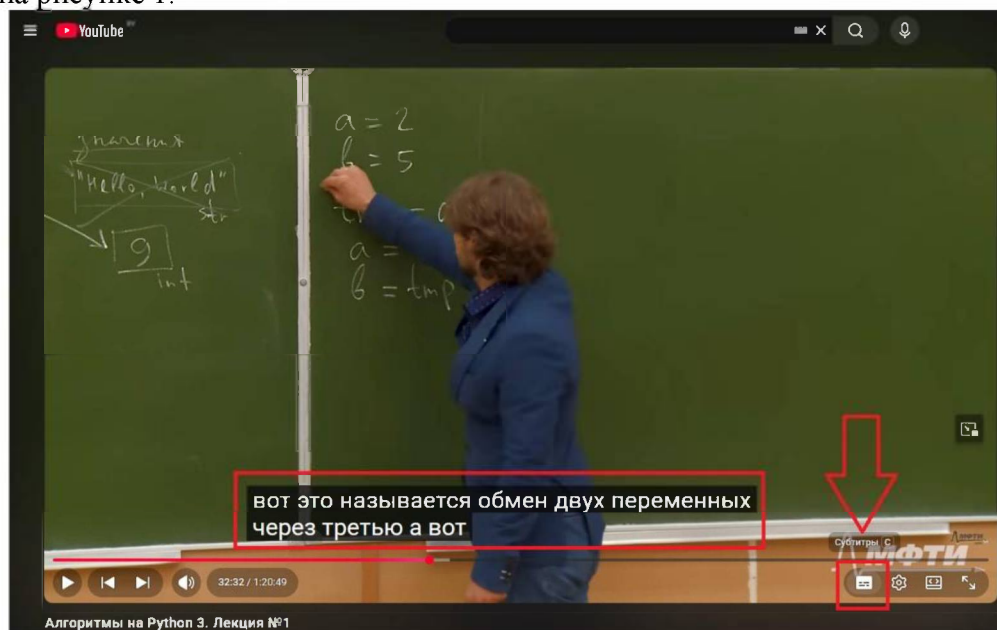 на рисунке 1.
YouTube
значения
a = 2
b = 5
"Hello, world"
str
9
int
a =
b = tmp
вот это называется обмен двух переменных
через третью а вот
Субтитры C
МФТИ
32:32 / 1:20:49
Алгоритмы на Python 3. Лекция №1